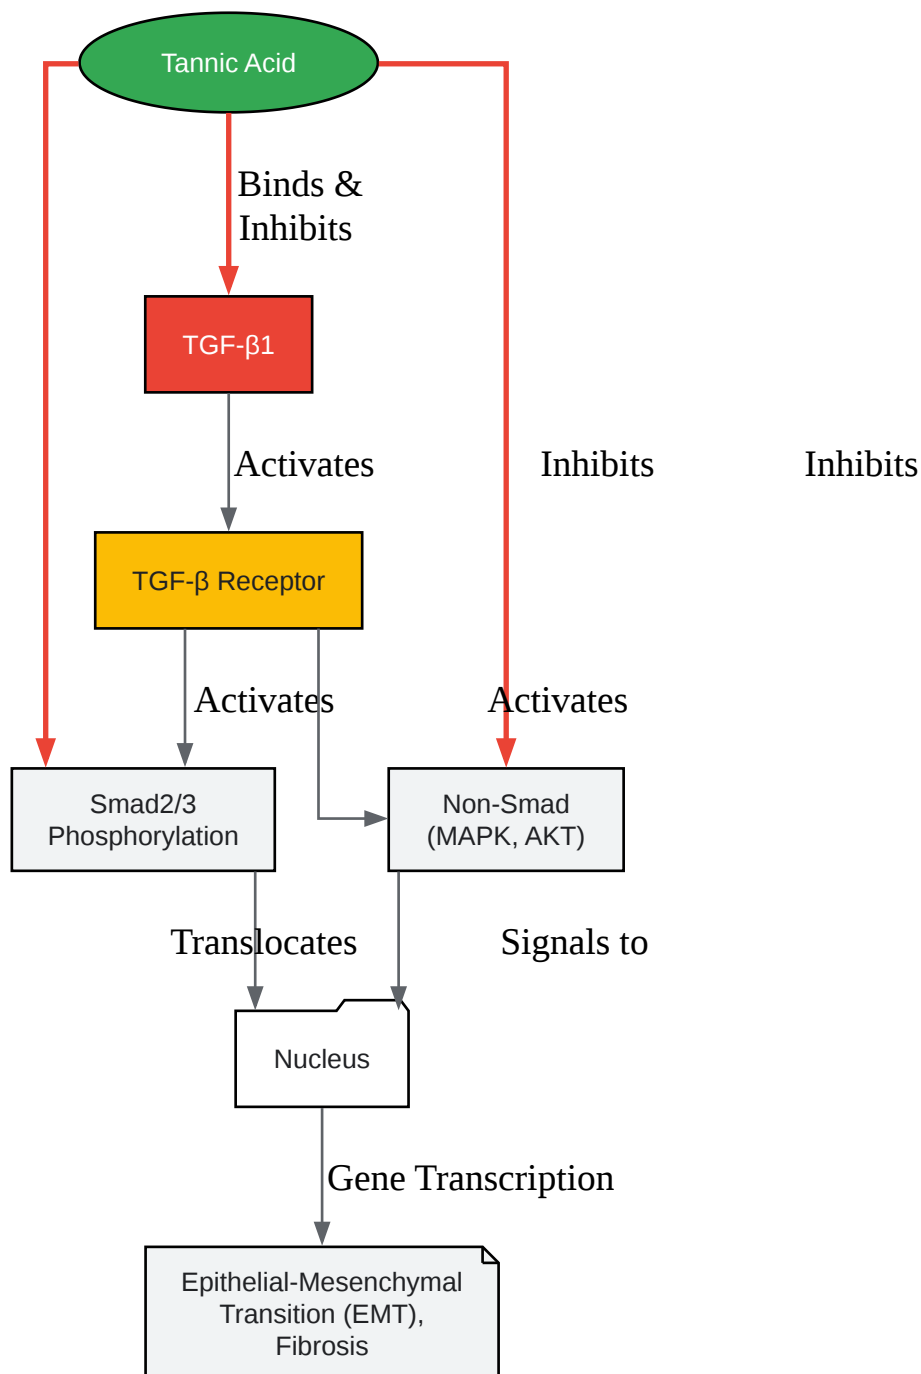 Tannic Acid
Binds &
Inhibits
TGF-β1
Activates
Inhibits
Inhibits
TGF-β Receptor
Activates
Activates
Smad2/3
Phosphorylation
Non-Smad
(MAPK, AKT)
Translocates
Signals to
Nucleus
Gene Transcription
Epithelial-Mesenchymal
Transition (EMT),
Fibrosis